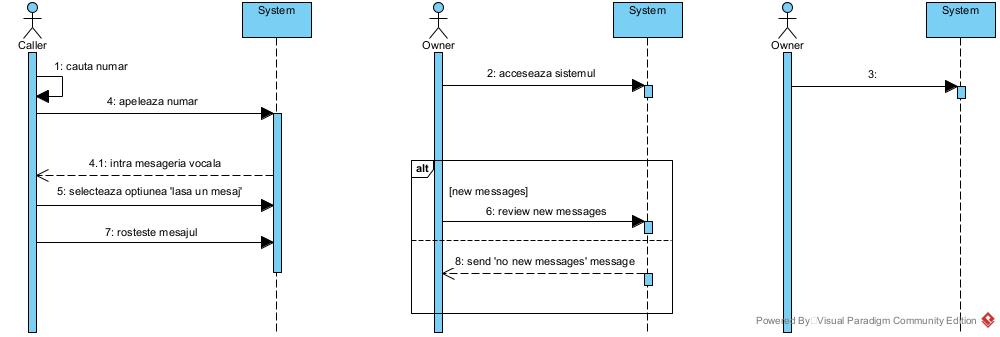 System
Caller
1: cauta numar
4: apeleaza numar
4.1: intra mesageria vocala
5: selecteaza optiunea 'lasa un mesaj'
7: rosteste mesajul
System
Owner
2: acceseaza sistemul
alt
[new messages]
6: review new messages
8: send 'no new messages' message
System
Owner
3:
Powered By Visual Paradigm Community Edition